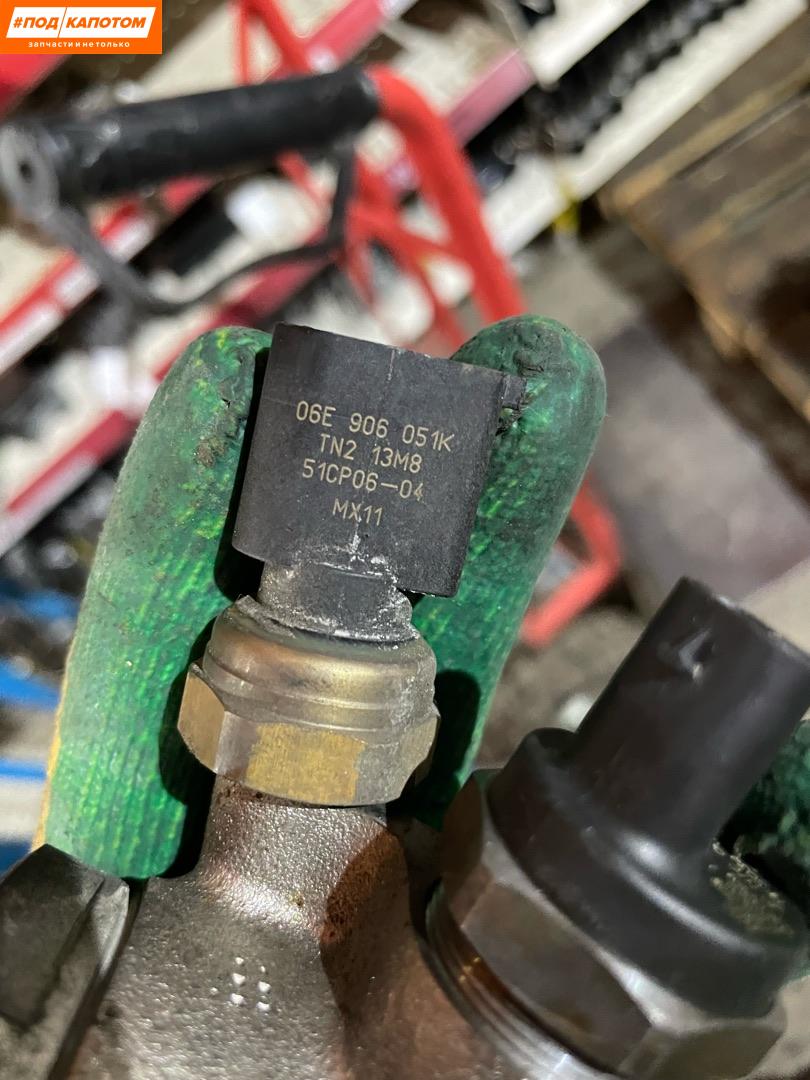 #ПОД КАПОТОМ
запчасти и не только
06E 906 051K
TN2 13M8
51CP06-04
MX11